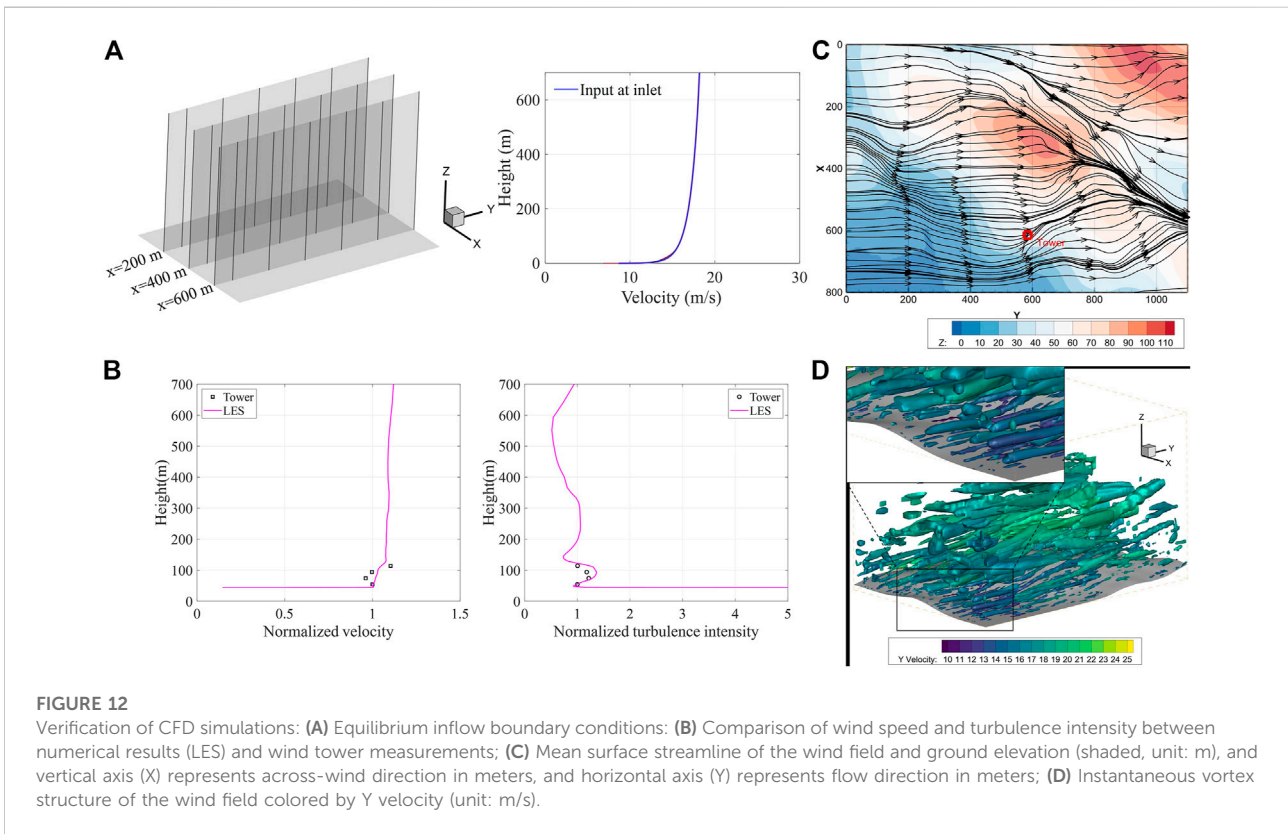 A
x=200 m
x=400 m
x=600 m
Z
Y
X
Input at inlet
Height (m)
600
400
200
0
0 10 20 30
Velocity (m/s)
C
X
0
200
400
600
800
Tower
0 200 400 600 800 1000
Y
Z: 0 10 20 30 40 50 60 70 80 90 100 110
B
Height(m)
700
600
500
400
300
200
100
0
Tower
LES
0 0.5 1 1.5
Normalized velocity
Height(m)
700
600
500
400
300
200
100
0
Tower
LES
0 1 2 3 4 5
Normalized turbulence intensity
D
Z
Y
X
Y Velocity: 10 11 12 13 14 15 16 17 18 19 20 21 22 23 24 25
FIGURE 12
Verification of CFD simulations: (A) Equilibrium inflow boundary conditions: (B) Comparison of wind speed and turbulence intensity between
numerical results (LES) and wind tower measurements; (C) Mean surface streamline of the wind field and ground elevation (shaded, unit: m), and
vertical axis (X) represents across-wind direction in meters, and horizontal axis (Y) represents flow direction in meters; (D) Instantaneous vortex
structure of the wind field colored by Y velocity (unit: m/s).